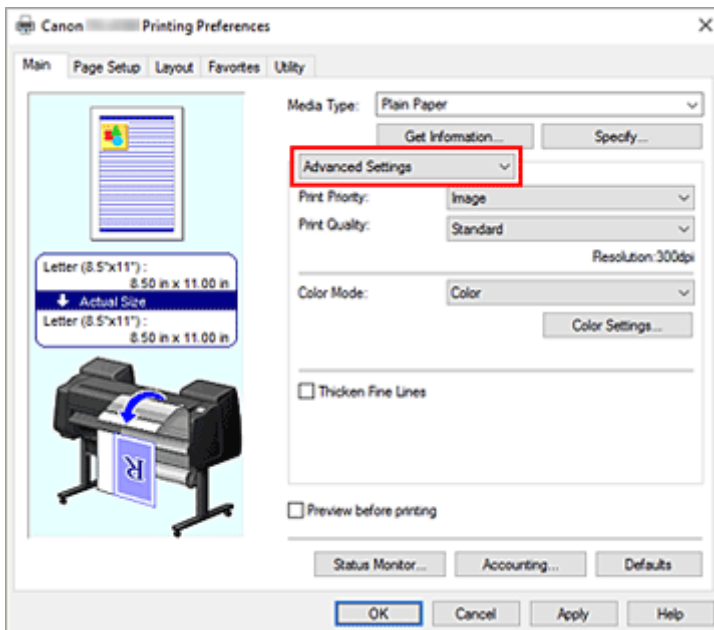 Canon Printing Preferences
Main Page Setup Layout Favorites Utility
Media Type: Plain Paper
Get Information... Specify...
Advanced Settings
Print Priority: Image
Print Quality: Standard
Resolution:300dpi
Color Mode: Color
Color Settings...
Thicken Fine Lines
Letter (8.5"x11") :
8.50 in x 11.00 in
Actual Size
Letter (8.5"x11") :
8.50 in x 11.00 in
R
Preview before printing
Status Monitor... Accounting... Defaults
OK Cancel Apply Help